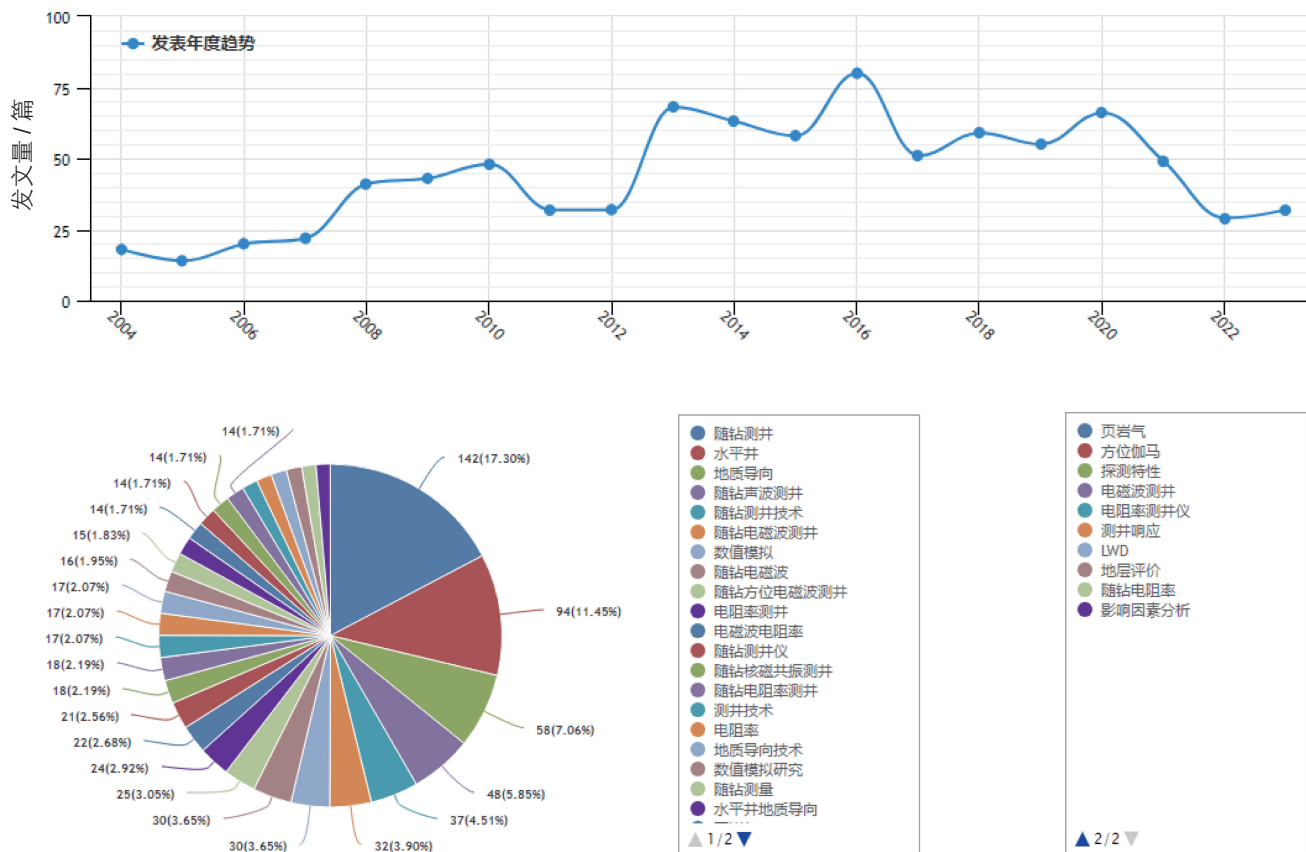 发表年度趋势
发文量 / 篇
100
75
50
25
0
2004
2006
2008
2010
2012
2014
2016
2018
2020
2022
142(17.30%)
94(11.45%)
58(7.06%)
48(5.85%)
37(4.51%)
32(3.90%)
30(3.65%)
30(3.65%)
25(3.05%)
24(2.92%)
22(2.68%)
21(2.56%)
18(2.19%)
18(2.19%)
17(2.07%)
17(2.07%)
17(2.07%)
16(1.95%)
15(1.83%)
14(1.71%)
14(1.71%)
14(1.71%)
14(1.71%)
随钻测井
水平井
地质导向
随钻声波测井
随钻测井技术
随钻电磁波测井
数值模拟
随钻电磁波
随钻方位电磁波测井
电阻率测井
电磁波电阻率
随钻测井仪
随钻核磁共振测井
随钻电阻率测井
测井技术
电阻率
地质导向技术
数值模拟研究
随钻测量
水平井地质导向
1/2
页岩气
方位伽马
探测特性
电磁波测井
电阻率测井仪
测井响应
LWD
地层评价
随钻电阻率
影响因素分析
2/2